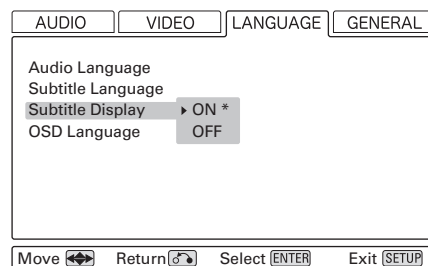 AUDIO VIDEO LANGUAGE GENERAL
Audio Language
Subtitle Language
Subtitle Display ON *
OSD Language OFF
Move Return Select ENTER Exit SETUP